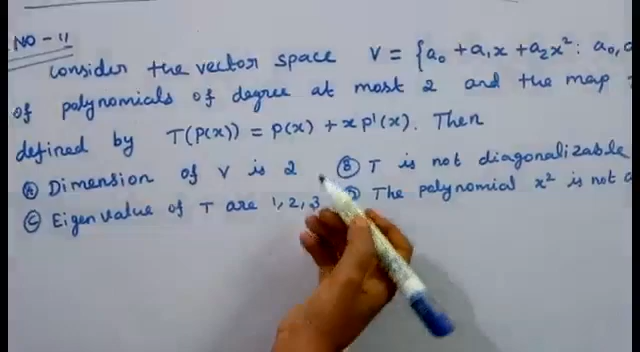 NO - 11
Consider the vector space V = {a₀ + a₁x + a₂x² : a₀,
of polynomials of degree at most 2 and the map
defined by T(P(x)) = P(x) + xP'(x). Then
(A) Dimension of V is 2 (B) T is not diagonalizable
(C) Eigenvalue of T are 1, 2, 3 The polynomial x² is not